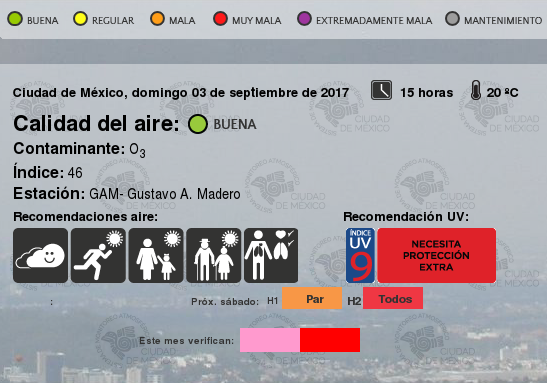 BUENA REGULAR MALA MUY MALA EXTREMADAMENTE MALA MANTENIMIENTO
Ciudad de México, domingo 03 de septiembre de 2017 15 horas 20 ºC
Calidad del aire: BUENA
Contaminante: O3
Índice: 46
Estación: GAM- Gustavo A. Madero
Recomendaciones aire: Recomendación UV:
ÍNDICE
UV
9
NECESITA
PROTECCIÓN
EXTRA
: Próx. sábado: H1 Par H2 Todos
Este mes verifican: